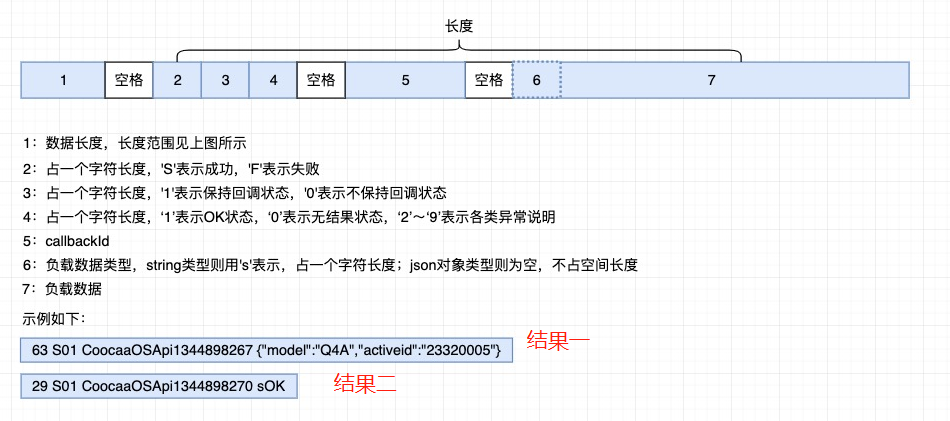 长度
1 空格 2 3 4 空格 5 空格 6 7
1：数据长度，长度范围见上图所示
2：占一个字符长度，'S'表示成功，'F'表示失败
3：占一个字符长度，'1'表示保持回调状态，'0'表示不保持回调状态
4：占一个字符长度，‘1’表示OK状态，‘0’表示无结果状态，‘2’～‘9’表示各类异常说明
5：callbackId
6：负载数据类型，string类型则用's'表示，占一个字符长度；json对象类型则为空，不占空间长度
7：负载数据
示例如下：
63 S01 CoocaaOSApi1344898267 {"model":"Q4A","activeid":"23320005"} 结果一
29 S01 CoocaaOSApi1344898270 sOK 结果二